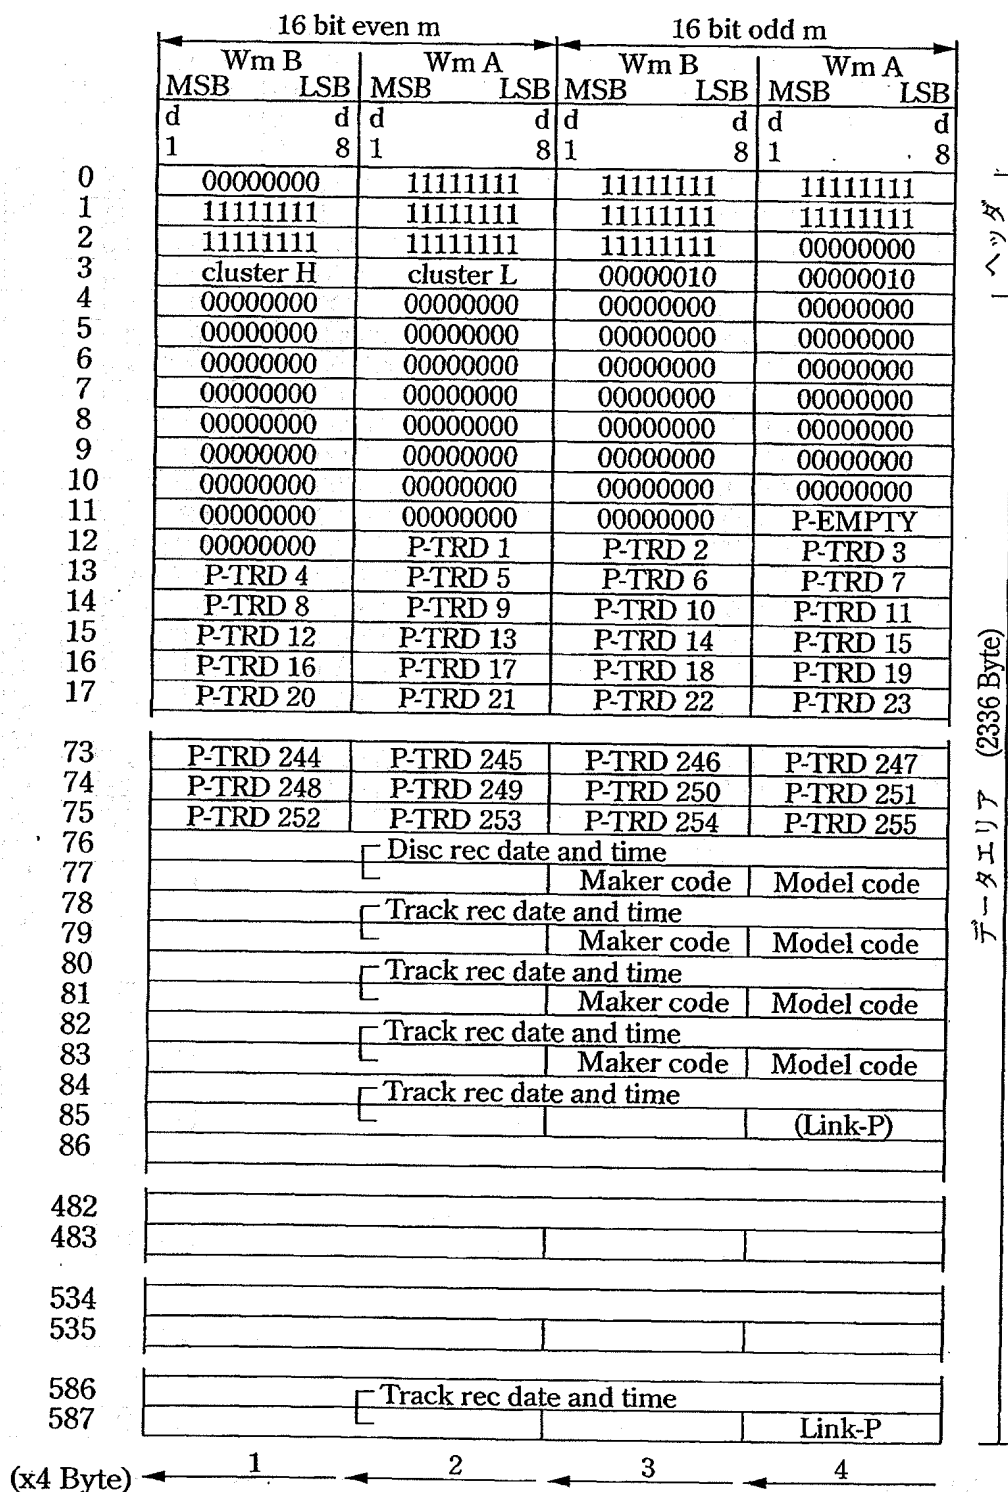 16 bit even m 16 bit odd m
Wm B Wm A Wm B Wm A
MSB LSB MSB LSB MSB LSB MSB LSB
d d d d d d d d
1 8 1 8 1 8 1 8
0 00000000 11111111 11111111 11111111
1 11111111 11111111 11111111 11111111
2 11111111 11111111 11111111 00000000
3 cluster H cluster L 00000010 00000010
4 00000000 00000000 00000000 00000000
5 00000000 00000000 00000000 00000000
6 00000000 00000000 00000000 00000000
7 00000000 00000000 00000000 00000000
8 00000000 00000000 00000000 00000000
9 00000000 00000000 00000000 00000000
10 00000000 00000000 00000000 00000000
11 00000000 00000000 00000000 P-EMPTY
12 00000000 P-TRD 1 P-TRD 2 P-TRD 3
13 P-TRD 4 P-TRD 5 P-TRD 6 P-TRD 7
14 P-TRD 8 P-TRD 9 P-TRD 10 P-TRD 11
15 P-TRD 12 P-TRD 13 P-TRD 14 P-TRD 15
16 P-TRD 16 P-TRD 17 P-TRD 18 P-TRD 19
17 P-TRD 20 P-TRD 21 P-TRD 22 P-TRD 23
73 P-TRD 244 P-TRD 245 P-TRD 246 P-TRD 247
74 P-TRD 248 P-TRD 249 P-TRD 250 P-TRD 251
75 P-TRD 252 P-TRD 253 P-TRD 254 P-TRD 255
76 Disc rec date and time
77 Maker code Model code
78 Track rec date and time
79 Maker code Model code
80 Track rec date and time
81 Maker code Model code
82 Track rec date and time
83 Maker code Model code
84 Track rec date and time
85 (Link-P)
86
482
483
534
535
586 Track rec date and time
587 Link-P
(x4 Byte) 1 2 3 4
ヘッダ
データエリア (2336 Byte)